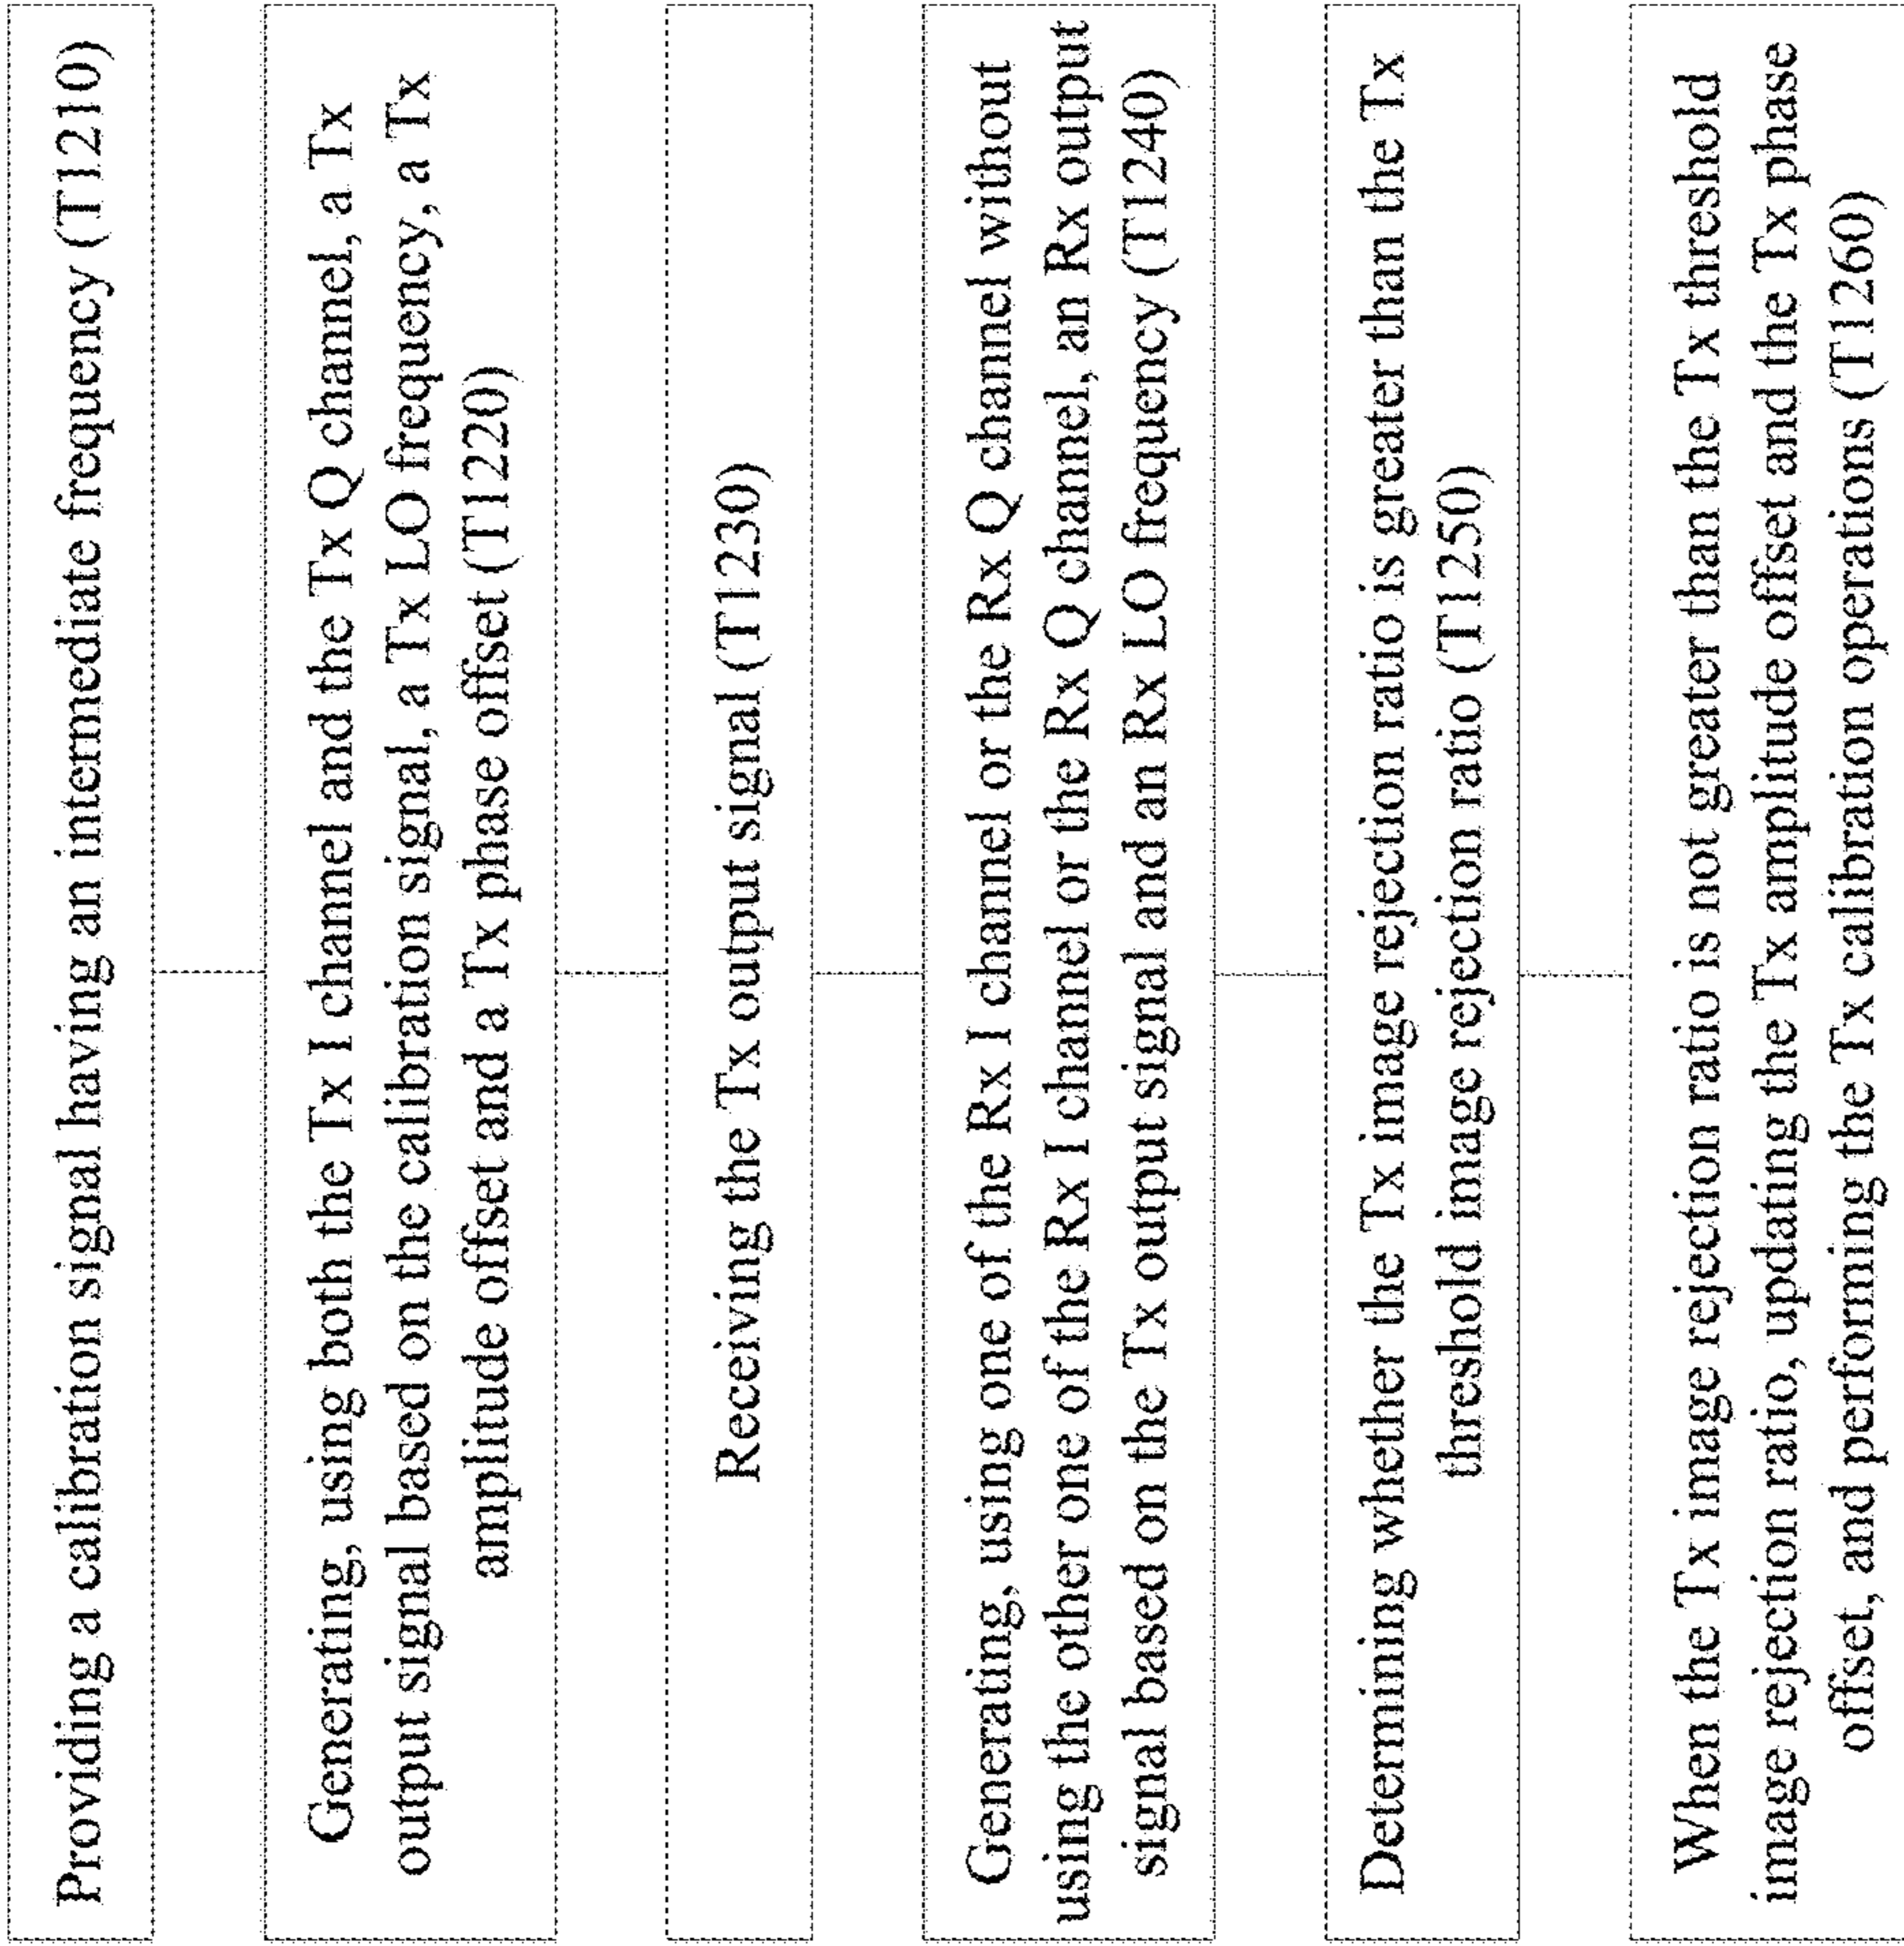 Providing a calibration signal having an intermediate frequency (T1210)
Generating, using both the Tx I channel and the Tx Q channel, a Tx
output signal based on the calibration signal, a Tx LO frequency, a Tx
amplitude offset and a Tx phase offset (T1220)
Receiving the Tx output signal (T1230)
Generating, using one of the Rx I channel or the Rx Q channel without
using the other one of the Rx I channel or the Rx Q channel, an Rx output
signal based on the Tx output signal and an Rx LO frequency (T1240)
Determining whether the Tx image rejection ratio is greater than the Tx
threshold image rejection ratio (T1250)
When the Tx image rejection ratio is not greater than the Tx threshold
image rejection ratio, updating the Tx amplitude offset and the Tx phase
offset, and performing the Tx calibration operations (T1260)